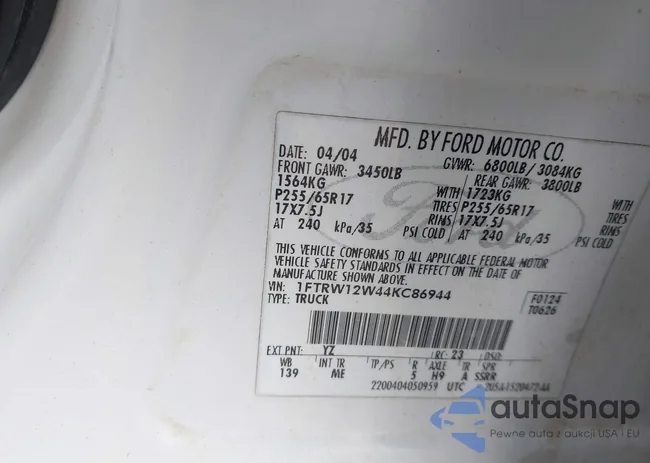 MFD. BY FORD MOTOR CO.
DATE: 04/04 GVWR: 6800LB / 3084KG
FRONT GAWR: 3450LB REAR GAWR: 3800LB
1564KG WITH 1723KG WITH
P255/65R17 TIRES P255/65R17 TIRES
17X7.5J RIMS 17X7.5J RIMS
AT 240 kPa/35 PSI COLD AT 240 kPa/35 PSI COLD
Ford
THIS VEHICLE CONFORMS TO ALL APPLICABLE FEDERAL MOTOR
VEHICLE SAFETY STANDARDS IN EFFECT ON THE DATE OF
MANUFACTURE SHOWN ABOVE.
VIN: 1FTRW12W44KC86944 F0124
TYPE: TRUCK T0626
EXT PNT: YZ RC: 23 DSO:
WB INT TR TP/PS R AXLE TR SPR
139 ME 5 H9 A SSRR
2200404050959 UTC
autaSnap
Pewne auta z aukcji USA i EU